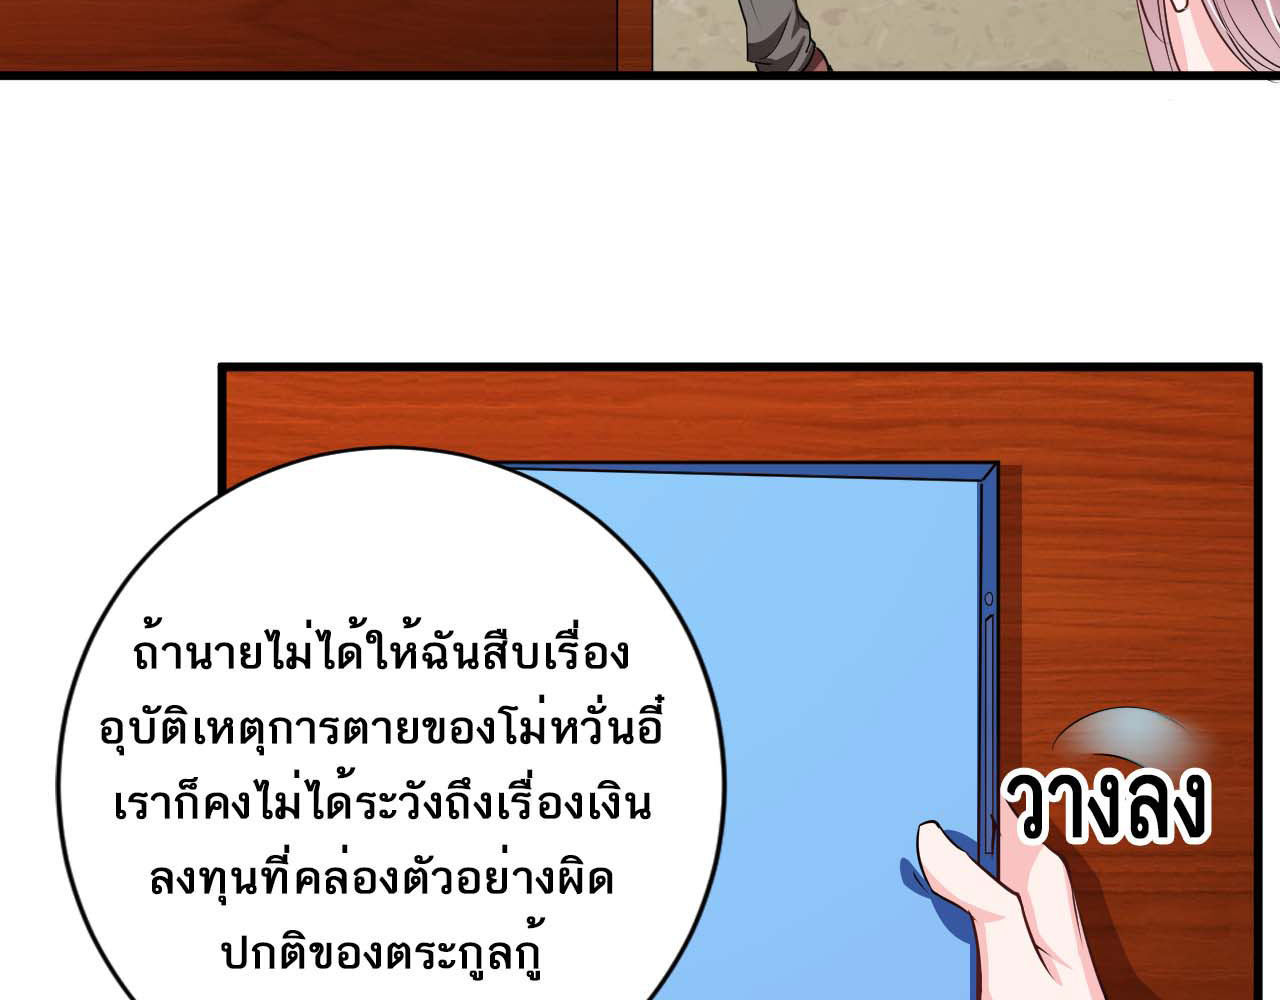 ถ้านายไม่ได้ให้ฉันสืบเรื่อง
อุบัติเหตุการตายของโม่หวั่นอี๋
เราก็คงไม่ได้ระวังถึงเรื่องเงิน
ลงทุนที่คล่องตัวอย่างผิด
ปกติของตระกูลกู้
วางลง